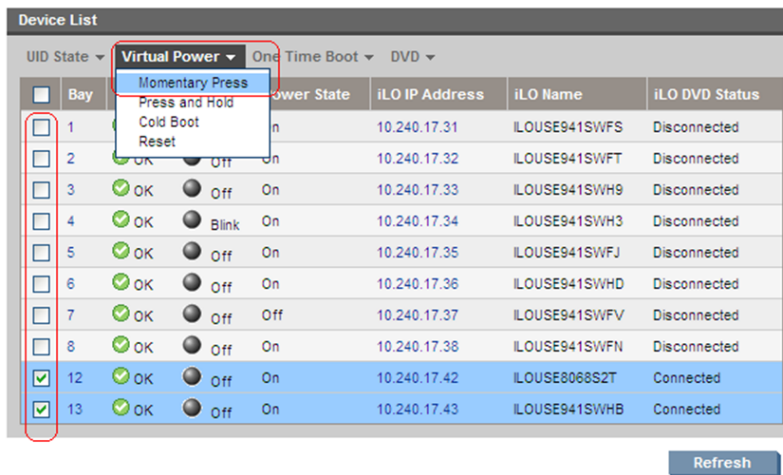 Device List
UID State Virtual Power One Time Boot DVD
Momentary Press
Press and Hold
Cold Boot
Reset
Bay Power State iLO IP Address iLO Name iLO DVD Status
1 10.240.17.31 ILOUSE941SWFS Disconnected
2 OK Off On 10.240.17.32 ILOUSE941SWFT Disconnected
3 OK Off On 10.240.17.33 ILOUSE941SWH9 Disconnected
4 OK Blink On 10.240.17.34 ILOUSE941SWH3 Disconnected
5 OK Off On 10.240.17.35 ILOUSE941SWFJ Disconnected
6 OK Off On 10.240.17.36 ILOUSE941SWHD Disconnected
7 OK Off Off 10.240.17.37 ILOUSE941SWFV Disconnected
8 OK Off On 10.240.17.38 ILOUSE941SWFN Disconnected
12 OK Off On 10.240.17.42 ILOUSE8068S2T Connected
13 OK Off On 10.240.17.43 ILOUSE941SWHB Connected
Refresh